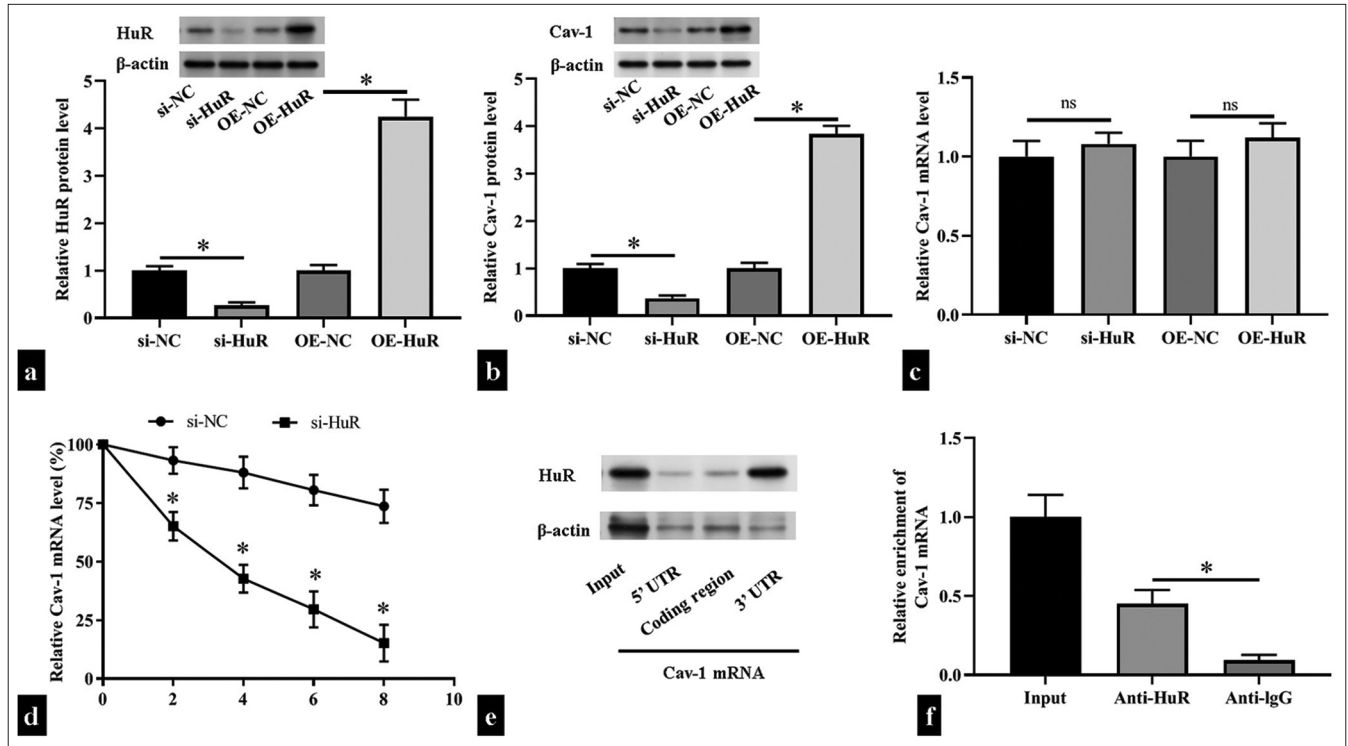 HuR
β-actin
si-NC
si-HuR
OE-NC
OE-HuR
Relative HuR protein level
5
4
3
2
1
0
*
*
si-NC
si-HuR
OE-NC
OE-HuR
a
Cav-1
β-actin
si-NC
si-HuR
OE-NC
OE-HuR
Relative Cav-1 protein level
5
4
3
2
1
0
*
*
si-NC
si-HuR
OE-NC
OE-HuR
b
Relative Cav-1 mRNA level
1.5
1.0
0.5
0.0
ns
ns
si-NC
si-HuR
OE-NC
OE-HuR
c
si-NC
si-HuR
Relative Cav-1 mRNA level (%)
100
75
50
25
0
*
*
*
*
0 2 4 6 8 10
d
HuR
β-actin
Input
5’ UTR
Coding region
3’ UTR
Cav-1 mRNA
e
Relative enrichment of
Cav-1 mRNA
1.5
1.0
0.5
0.0
*
Input
Anti-HuR
Anti-lgG
f